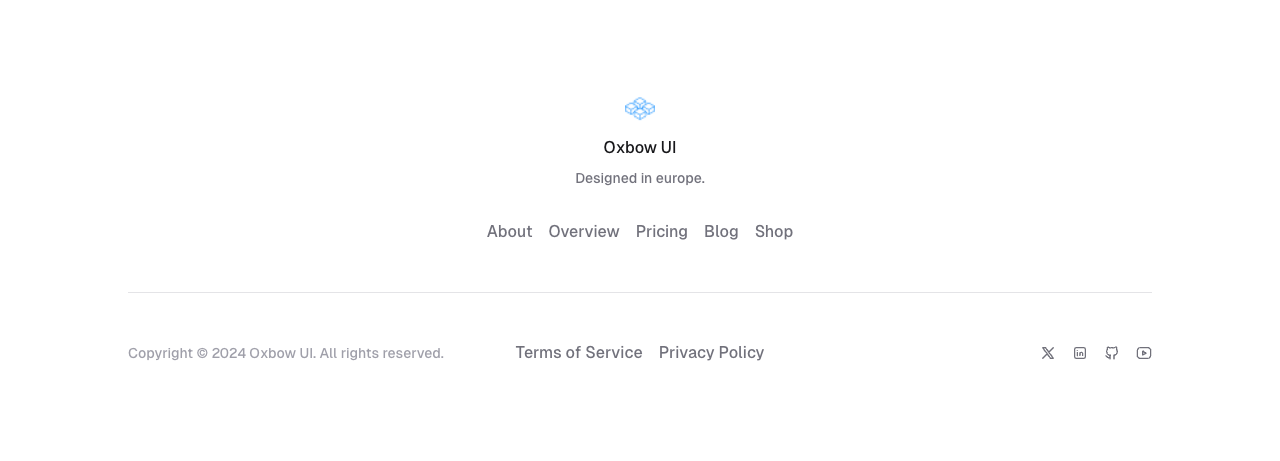 Oxbow UI
Designed in europe.
About Overview Pricing Blog Shop
Copyright © 2024 Oxbow UI. All rights reserved. Terms of Service Privacy Policy